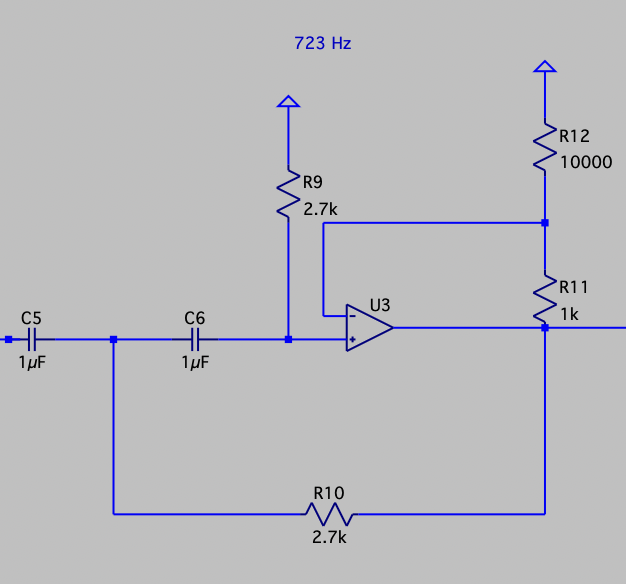 723 Hz
R12
10000
R9
2.7k
R11
1k
U3
C5
1µF
C6
1µF
R10
2.7k